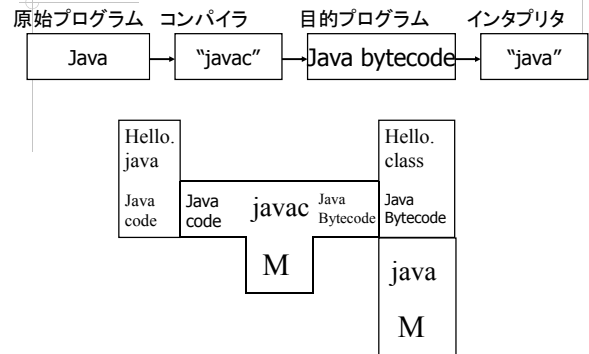 原始プログラム コンパイラ 目的プログラム インタプリタ
Java “javac” Java bytecode “java”
Hello.
java
Java
code
Java
code
javac
Java
Bytecode
M
Hello.
class
Java
Bytecode
java
M